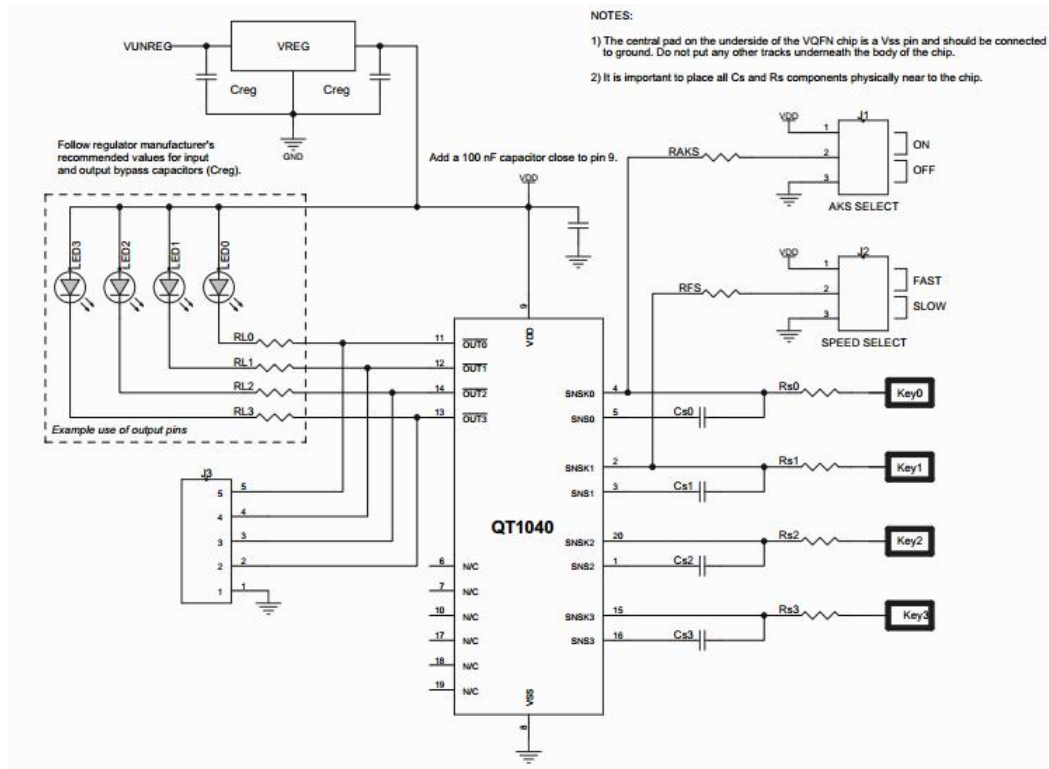 NOTES:
1) The central pad on the underside of the VQFN chip is a Vss pin and should be connected
to ground. Do not put any other tracks underneath the body of the chip.
2) It is important to place all Cs and Rs components physically near to the chip.
VUNREG
VREG
Creg
Creg
GND
Follow regulator manufacturer's
recommended values for input
and output bypass capacitors (Creg).
Add a 100 nF capacitor close to pin 9.
VDD
LED3
LED2
LED1
LED0
RL0
RL1
RL2
RL3
Example use of output pins
J3
5 5
4 4
3 3
2 2
1 1
VDD
J1
1
RAKS 2
3
ON
OFF
AKS SELECT
VDD
J2
1
RFS 2
3
FAST
SLOW
SPEED SELECT
9
VDD
11 OUT0
12 OUT1
14 OUT2
13 OUT3
QT1040
6 N/C
7 N/C
10 N/C
17 N/C
18 N/C
19 N/C
VSS
8
SNSK0 4 Rs0 Key0
SNS0 5 Cs0
SNSK1 2 Rs1 Key1
SNS1 3 Cs1
SNSK2 20 Rs2 Key2
SNS2 1 Cs2
SNSK3 15 Rs3 Key3
SNS3 16 Cs3